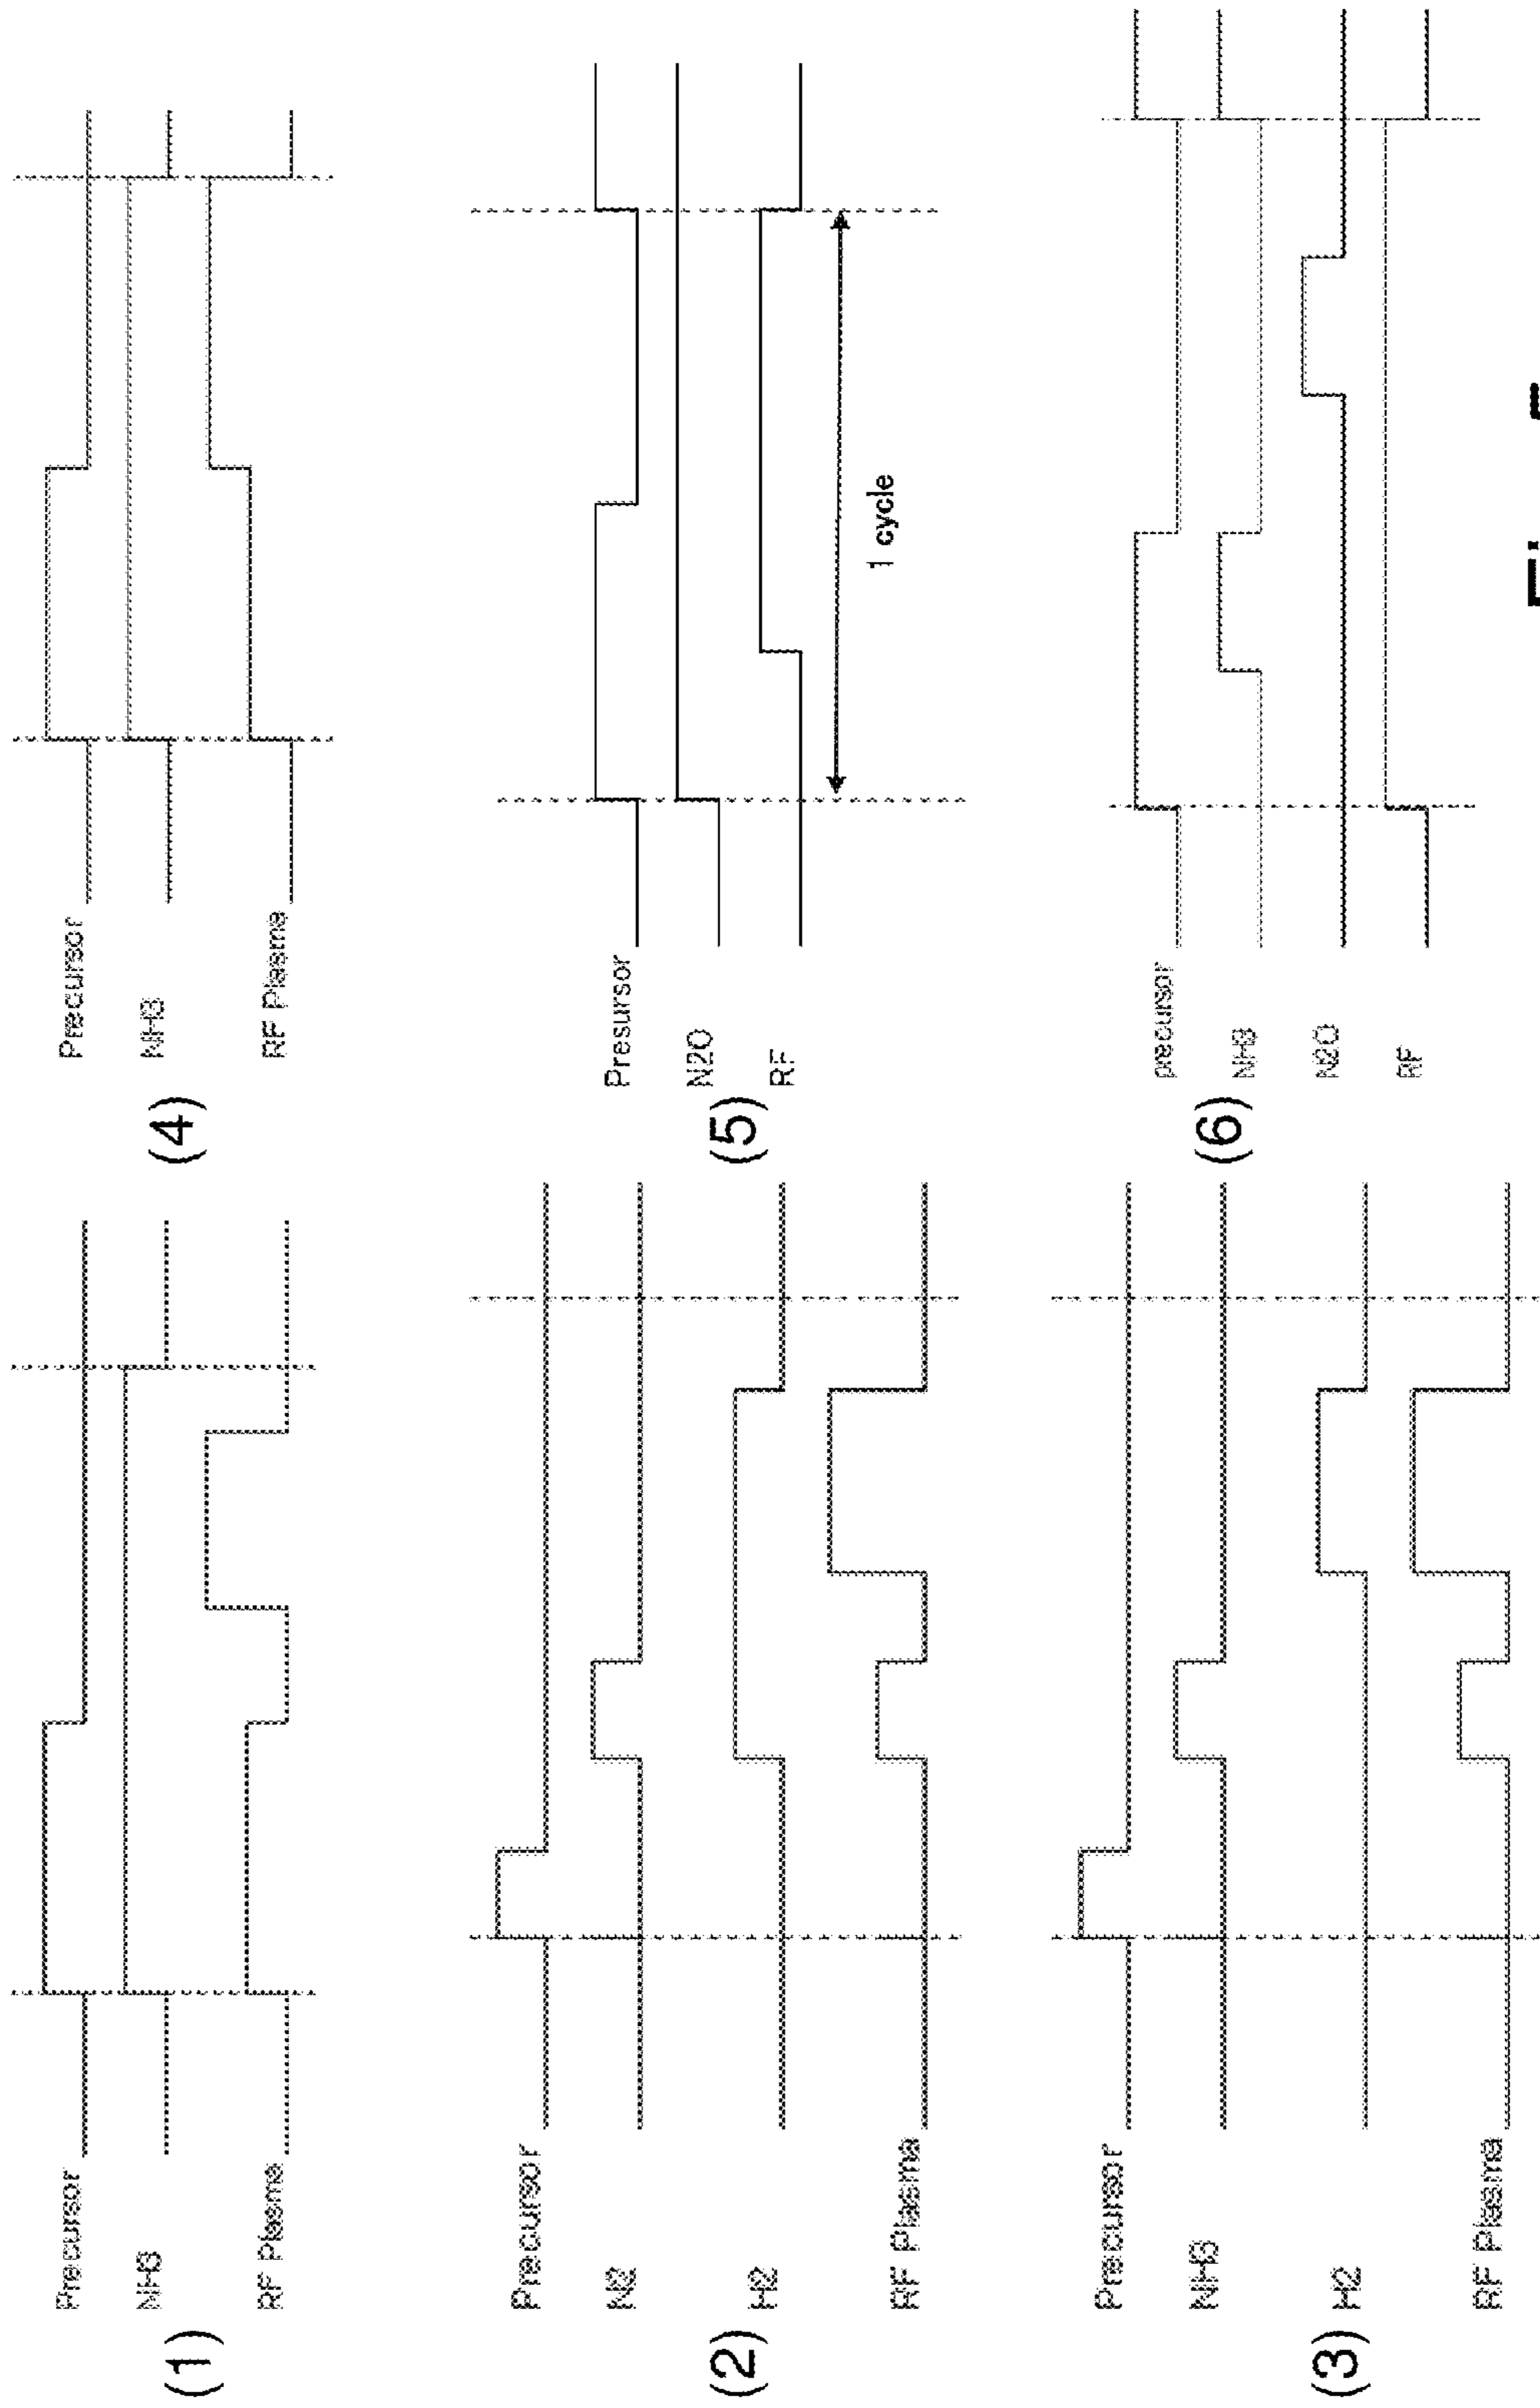 (1)
Precursor
NH3
RF Plasma
(2)
Precursor
N2
H2
RF Plasma
(3)
Precursor
NH3
H2
RF Plasma
(4)
Precursor
NH3
RF Plasma
(5)
Presursor
N2O
RF
1 cycle
(6)
precursor
NH3
N2O
RF